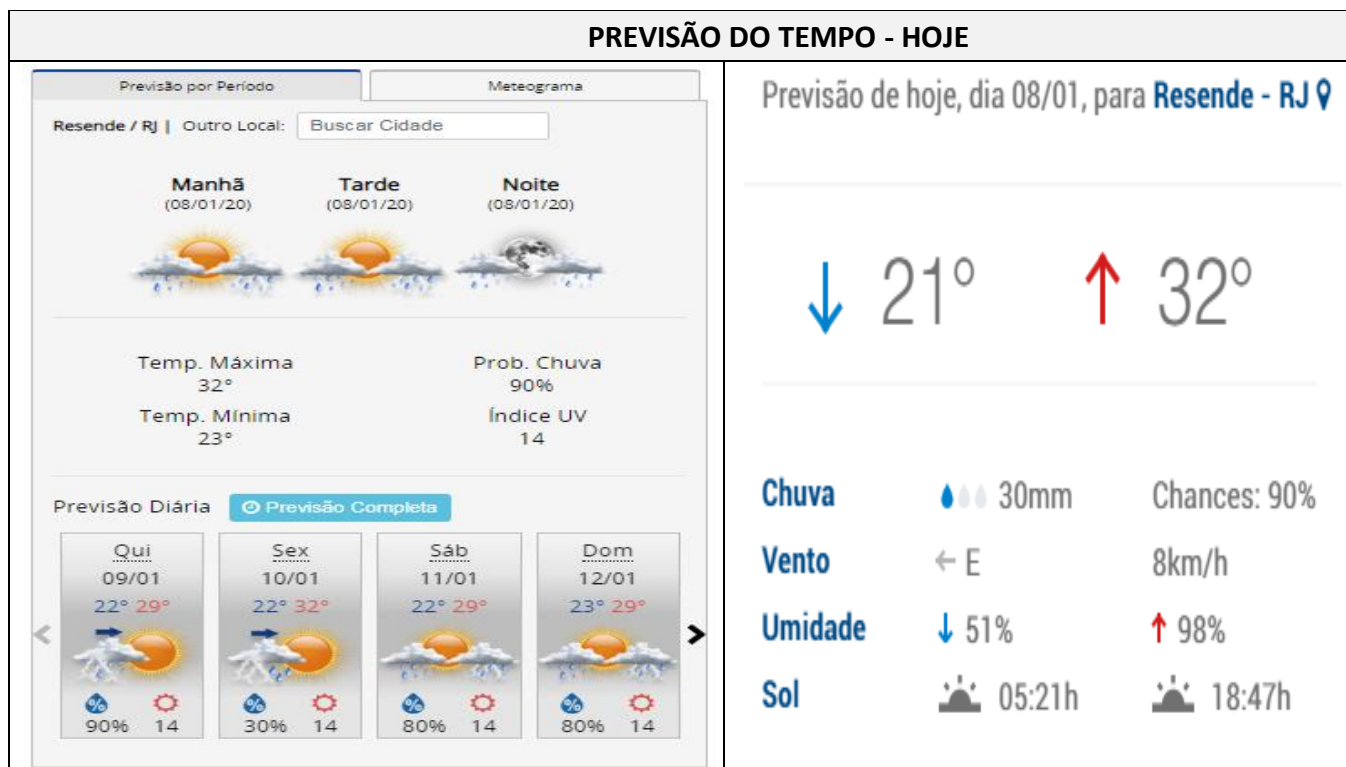 PREVISÃO DO TEMPO - HOJE
Previsão por Período
Meteograma
Resende / RJ | Outro Local: Buscar Cidade
Manhã Tarde Noite
(08/01/20) (08/01/20) (08/01/20)
Temp. Máxima Prob. Chuva
32° 90%
Temp. Mínima Índice UV
23° 14
Previsão Diária Previsão Completa
Qui Sex Sáb Dom
09/01 10/01 11/01 12/01
22° 29° 22° 32° 22° 29° 23° 29°
% % % %
90% 14 30% 14 80% 14 80% 14
Previsão de hoje, dia 08/01, para Resende - RJ
21° 32°
Chuva 30mm Chances: 90%
Vento E 8km/h
Umidade 51% 98%
Sol 05:21h 18:47h